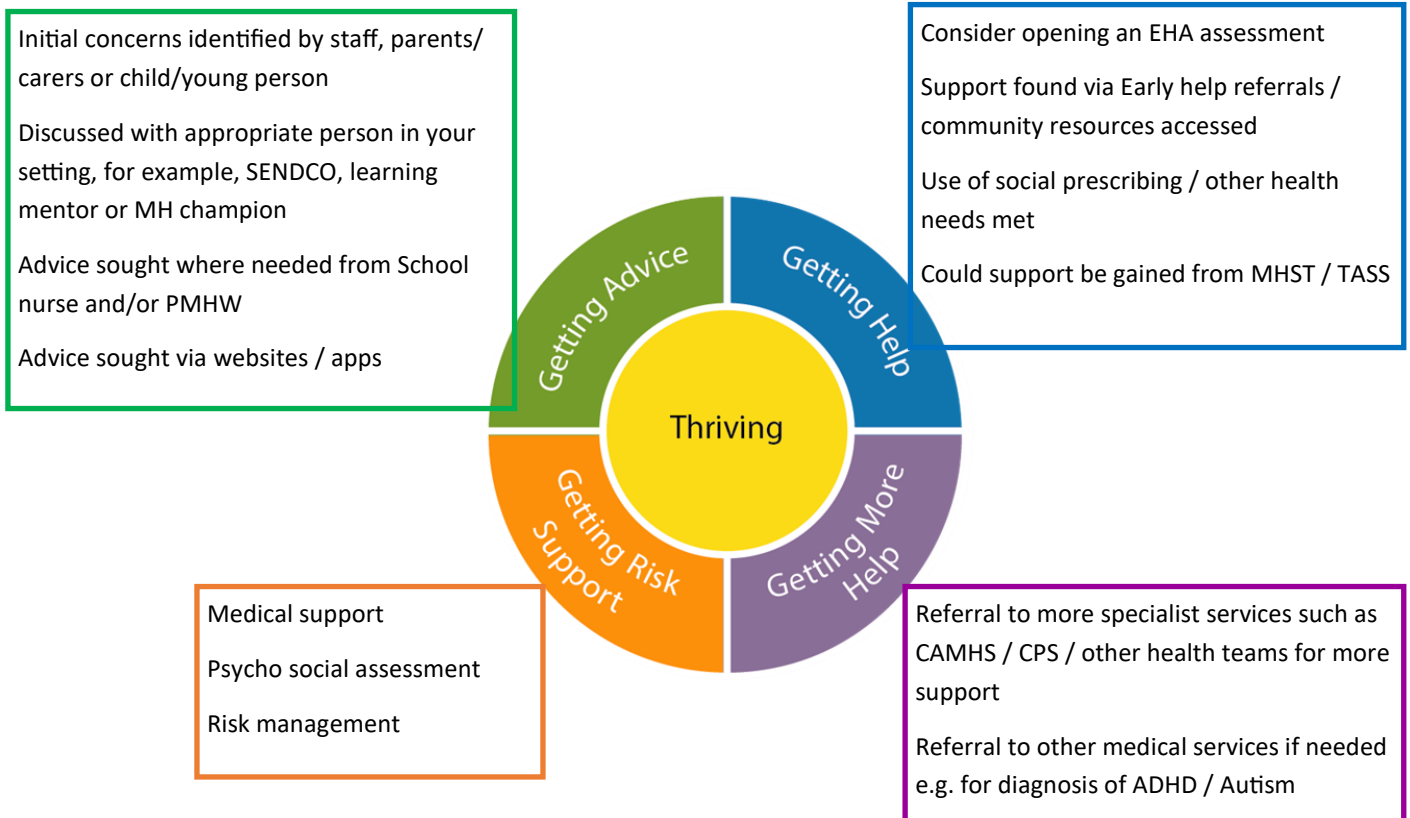 Initial concerns identified by staff, parents/
carers or child/young person
Discussed with appropriate person in your
setting, for example, SENDCO, learning
mentor or MH champion
Advice sought where needed from School
nurse and/or PMHW
Advice sought via websites / apps
Consider opening an EHA assessment
Support found via Early help referrals /
community resources accessed
Use of social prescribing / other health
needs met
Could support be gained from MHST / TASS
Getting Advice
Getting Help
Thriving
Getting Risk
Support
Getting More
Help
Medical support
Psycho social assessment
Risk management
Referral to more specialist services such as
CAMHS / CPS / other health teams for more
support
Referral to other medical services if needed
e.g. for diagnosis of ADHD / Autism